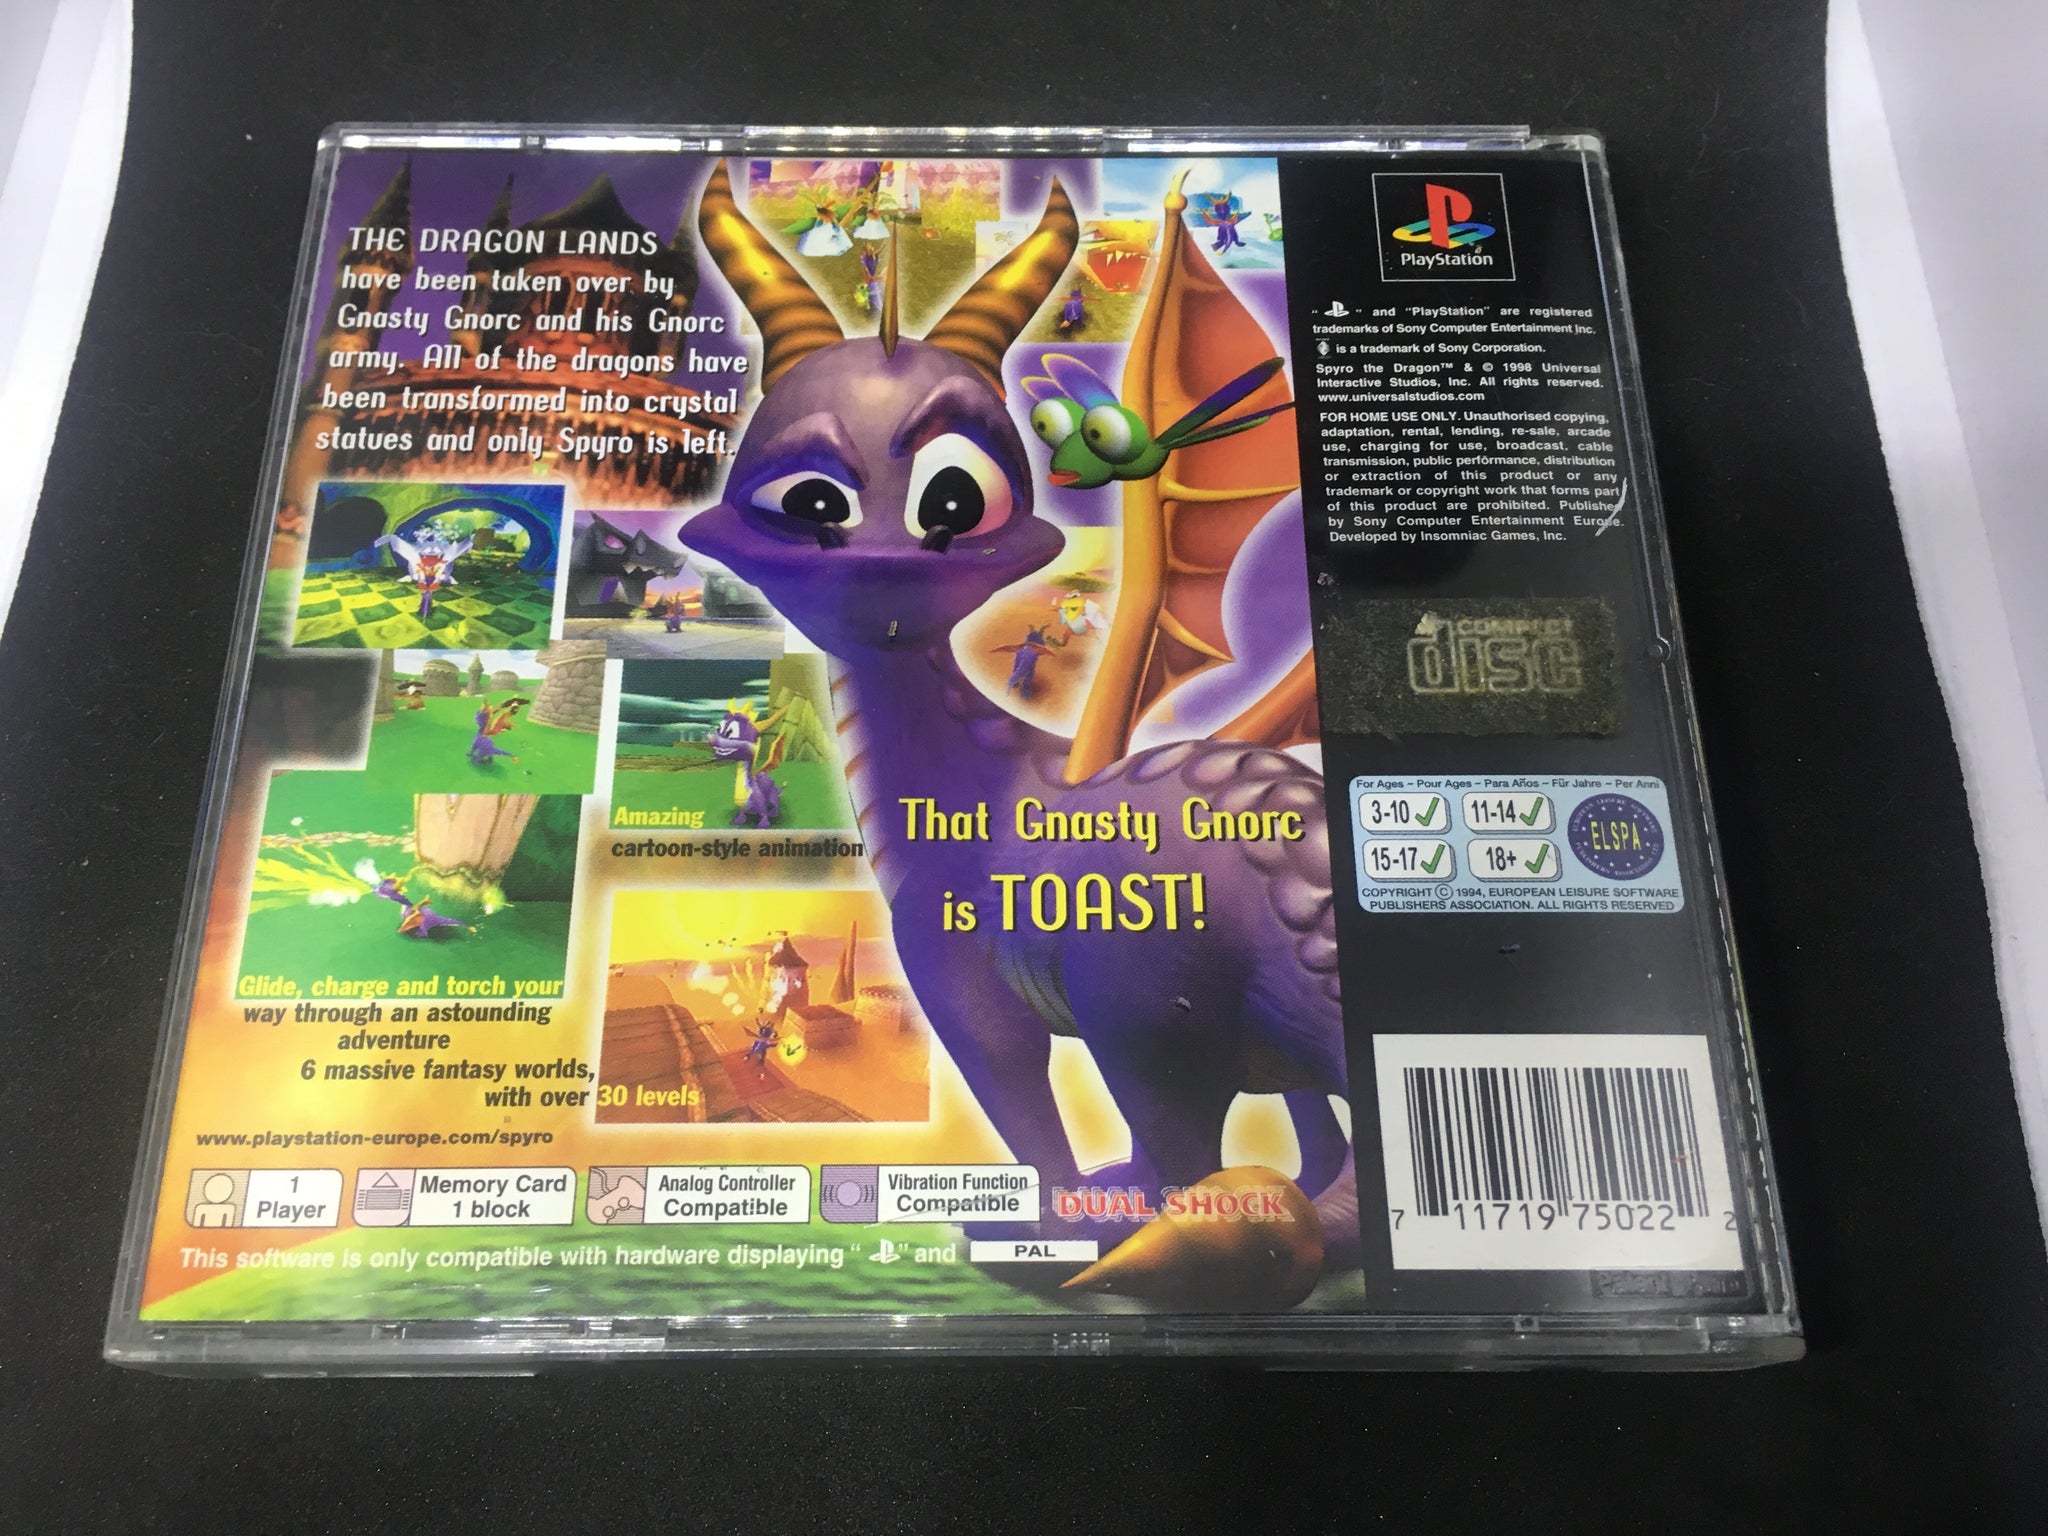 THE DRAGON LANDS
have been taken over by
Gnasty Gnorc and his Gnorc
army. All of the dragons have
been transformed into crystal
statues and only Spyro is left.
Amazing
cartoon-style animation
That Gnasty Gnorc
is TOAST!
Glide, charge and torch your
way through an astounding
adventure
6 massive fantasy worlds,
with over 30 levels
www.playstation-europe.com/spyro
1
Player
Memory Card
1 block
Analog Controller
Compatible
Vibration Function
Compatible
DUAL SHOCK
This software is only compatible with hardware displaying " " and PAL
PlayStation
" " and "PlayStation" are registered
trademarks of Sony Computer Entertainment Inc.
is a trademark of Sony Corporation.
Spyro the Dragon™ & © 1998 Universal
Interactive Studios, Inc. All rights reserved.
www.universalstudios.com
FOR HOME USE ONLY. Unauthorised copying,
adaptation, rental, lending, re-sale, arcade
use, charging for use, broadcast, cable
transmission, public performance, distribution
or extraction of this product or any
trademark or copyright work that forms part
of this product are prohibited. Published
by Sony Computer Entertainment Europe.
Developed by Insomniac Games, Inc.
COMPACT
disc
For Ages ~ Pour Ages ~ Para Años ~ Für Jahre ~ Per Anni
3-10 11-14
15-17 18+
ELSPA
COPYRIGHT © 1994, EUROPEAN LEISURE SOFTWARE
PUBLISHERS ASSOCIATION. ALL RIGHTS RESERVED
7 11719 75022 2